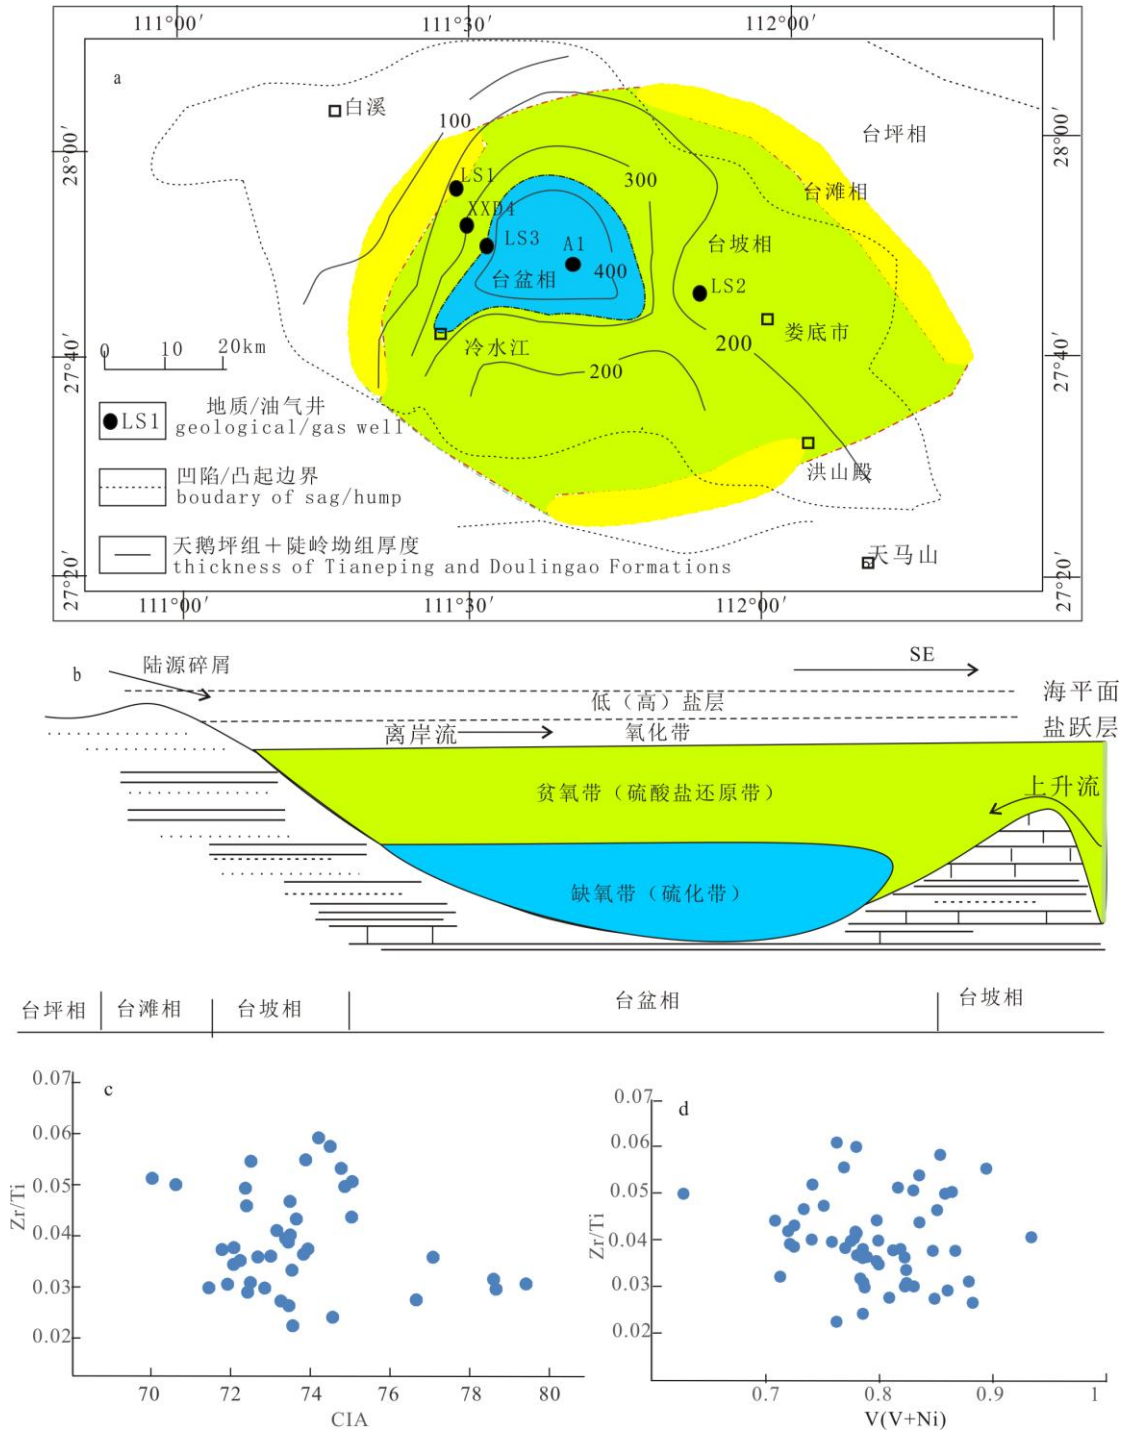 111°00′
111°30′
112°00′
a
白溪
台坪相
100
28°00′
28°00′
LS1
300
台滩相
XXD4
LS3
A1
台坡相
台盆相
400
LS2
娄底市
冷水江
200
0
10
20km
27°40′
27°40′
200
LS1
地质/油气井
geological/gas well
凹陷/凸起边界
boudary of sag/hump
洪山殿
天鹅坪组+陡岭坳组厚度
thickness of Tianeping and Doulingao Formations
天马山
27°20′
27°20′
111°00′
111°30′
112°00′
b
陆源碎屑
SE
低（高）盐层
海平面
离岸流
氧化带
盐跃层
贫氧带（硫酸盐还原带）
上升流
缺氧带（硫化带）
台坪相
台滩相
台坡相
台盆相
台坡相
c
0.07
0.06
0.05
0.04
0.03
0.02
Zr/Ti
70
72
74
76
78
80
CIA
d
0.07
0.06
0.05
0.04
0.03
0.02
Zr/Ti
0.7
0.8
0.9
1
V(V+Ni)